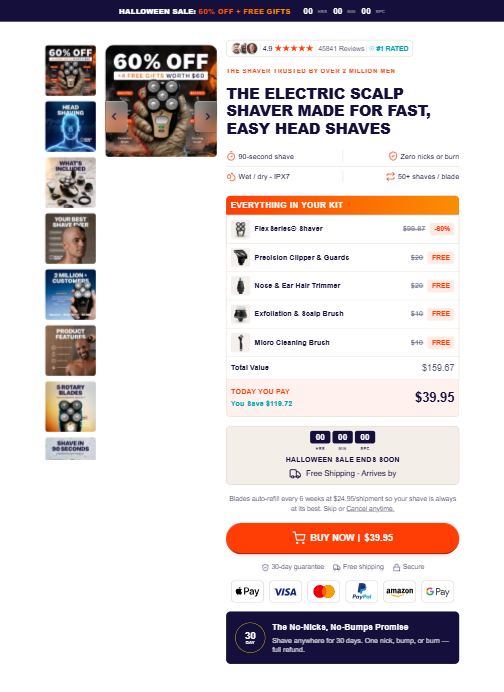 HALLOWEEN SALE: 60% OFF + FREE GIFTS 00 HRS 00 MIN 00 SEC
4.9 ★★★★★ 45841 Reviews #1 RATED
THE SHAVER TRUSTED BY OVER 2 MILLION MEN
THE ELECTRIC SCALP
SHAVER MADE FOR FAST,
EASY HEAD SHAVES
90-second shave
Zero nicks or burn
Wet / dry - IPX7
50+ shaves / blade
60% OFF
+8 FREE GIFTS WORTH $60
60% OFF
HEAD
SHAVING
WHAT'S
INCLUDED
YOUR BEST
SHAVE EVER
2 MILLION+
CUSTOMERS
PRODUCT
FEATURES
5 ROTARY
BLADES
SHAVE IN
90 SECONDS
EVERYTHING IN YOUR KIT
Flex Series® Shaver $99.67 -60%
Precision Clipper & Guards $20 FREE
Nose & Ear Hair Trimmer $20 FREE
Exfoliation & Scalp Brush $10 FREE
Micro Cleaning Brush $10 FREE
Total Value $159.67
TODAY YOU PAY
You Save $119.72
$39.95
00 00 00
HRS MIN SEC
HALLOWEEN SALE ENDS SOON
Free Shipping - Arrives by
Blades auto-refill every 6 weeks at $24.95/shipment so your shave is always
at its best. Skip or Cancel anytime.
BUY NOW | $39.95
30-day guarantee Free shipping Secure
Pay VISA mastercard PayPal amazon G Pay
30
DAY
The No-Nicks, No-Bumps Promise
Shave anywhere for 30 days. One nick, bump, or burn —
full refund.